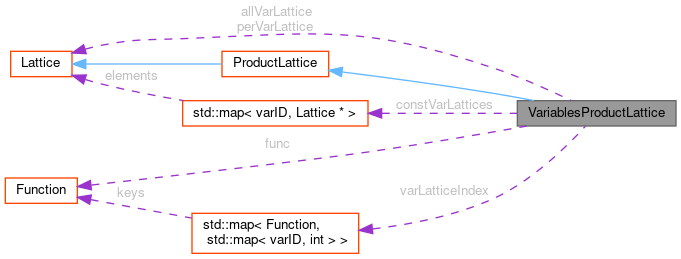 allVarLattice
perVarLattice
Lattice
ProductLattice
elements
std::map< varID, Lattice * >
constVarLattices
VariablesProductLattice
func
Function
keys
varLatticeIndex
std::map< Function,
std::map< varID, int > >